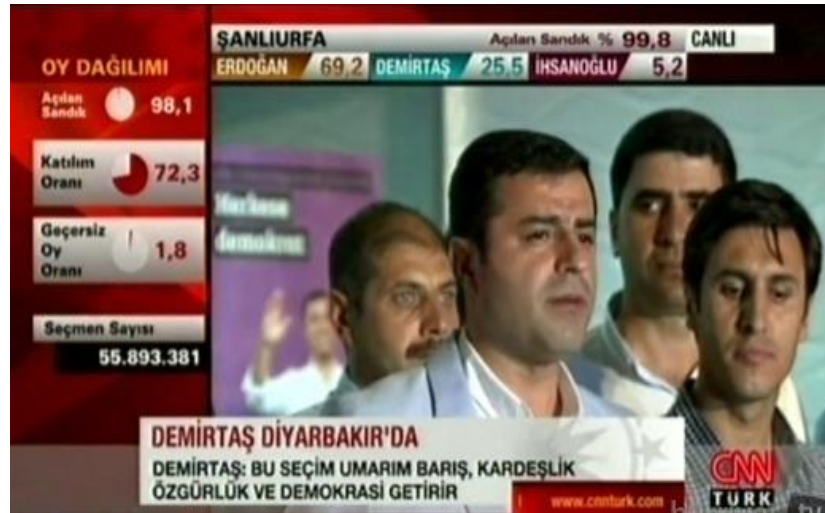 ŞANLIURFA
Açılan Sandık % 99,8
CANLI
ERDOĞAN 69,2 DEMİRTAŞ 25,5 İHSANOĞLU 5,2
OY DAĞILIMI
Açılan
Sandık
98,1
Katılım
Oranı
72,3
Geçersiz
Oy
Oranı
1,8
Seçmen Sayısı
55.893.381
Herkese
demokrasi
DEMİRTAŞ DİYARBAKIR'DA
DEMİRTAŞ: BU SEÇİM UMARIM BARIŞ, KARDEŞLİK
ÖZGÜRLÜK VE DEMOKRASİ GETİRİR
www.cnnturk.com
CNN
TURK
tv